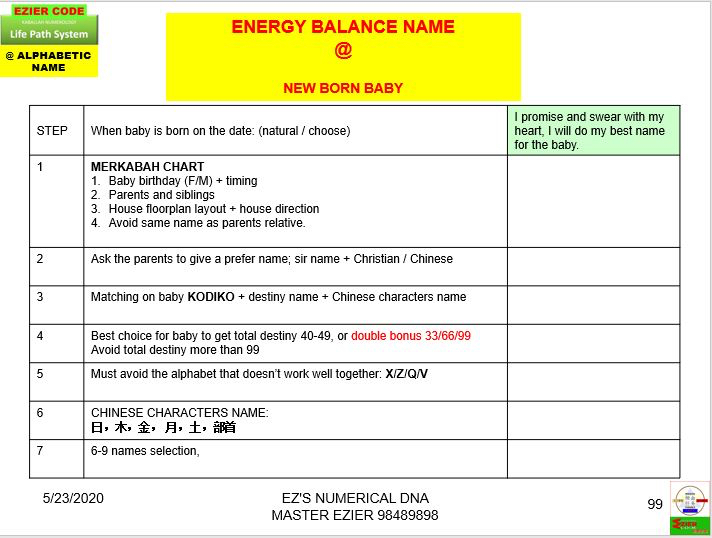 EZIER CODE
KABALLAH NUMEROLOGY
Life Path System
@ ALPHABETIC
NAME
ENERGY BALANCE NAME
@
NEW BORN BABY
STEP
When baby is born on the date: (natural / choose)
I promise and swear with my
heart, I will do my best name
for the baby.
1
MERKABAH CHART
1. Baby birthday (F/M) + timing
2. Parents and siblings
3. House floorplan layout + house direction
4. Avoid same name as parents relative.
2
Ask the parents to give a prefer name; sir name + Christian / Chinese
3
Matching on baby KODIKO + destiny name + Chinese characters name
4
Best choice for baby to get total destiny 40-49, or double bonus 33/66/99
Avoid total destiny more than 99
5
Must avoid the alphabet that doesn't work well together: X/Z/Q/V
6
CHINESE CHARACTERS NAME:
日，木，金，月，土，部首
7
6-9 names selection,
5/23/2020
EZ'S NUMERICAL DNA
MASTER EZIER 98489898
99
EZIER
CODE